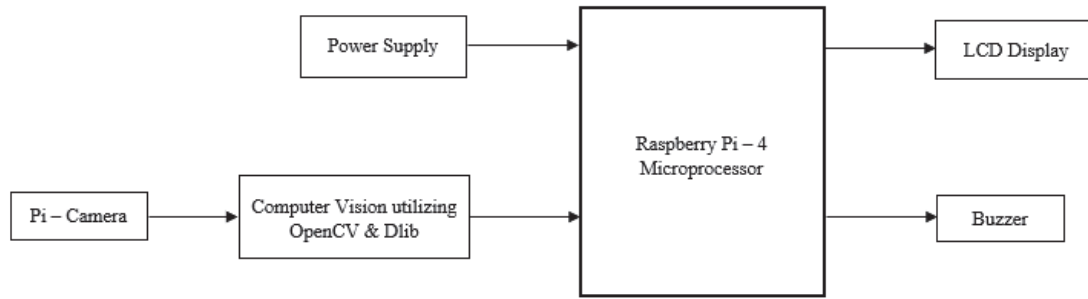 Power Supply
LCD Display
Raspberry Pi – 4
Microprocessor
Pi – Camera
Computer Vision utilizing
OpenCV & Dlib
Buzzer